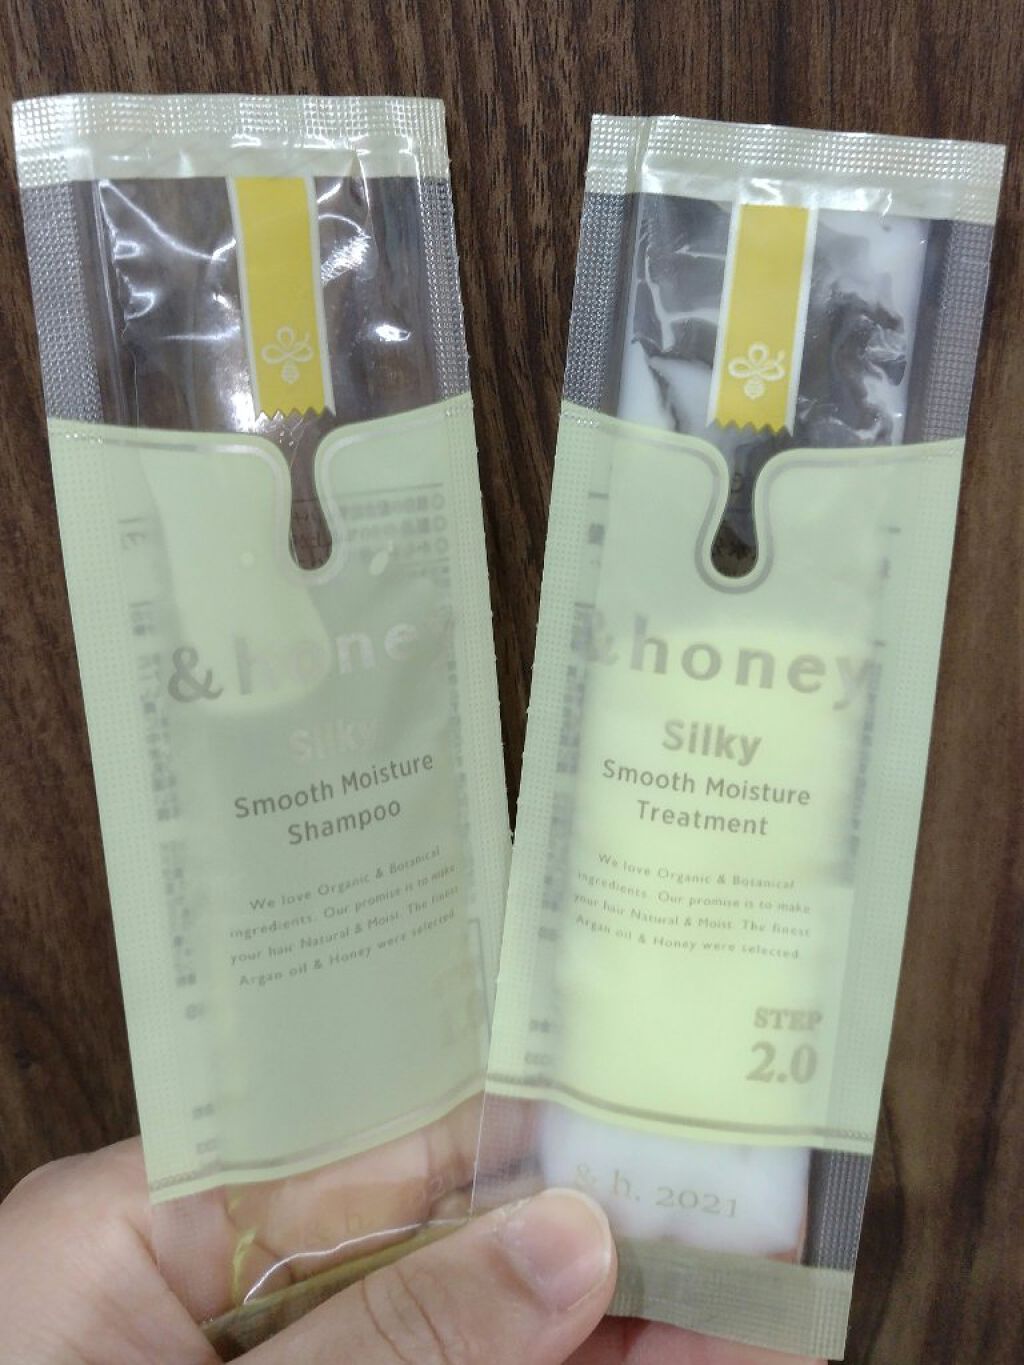 &honey
Silky
Smooth Moisture
Shampoo
We love Organic & Botanical
ingredients. Our promise is to make
your hair Natural & Moist. The finest
Argan oil & Honey were selected.
& h. 2021
&honey
Silky
Smooth Moisture
Treatment
We love Organic & Botanical
ingredients. Our promise is to make
your hair Natural & Moist. The finest
Argan oil & Honey were selected.
STEP
2.0
& h. 2021